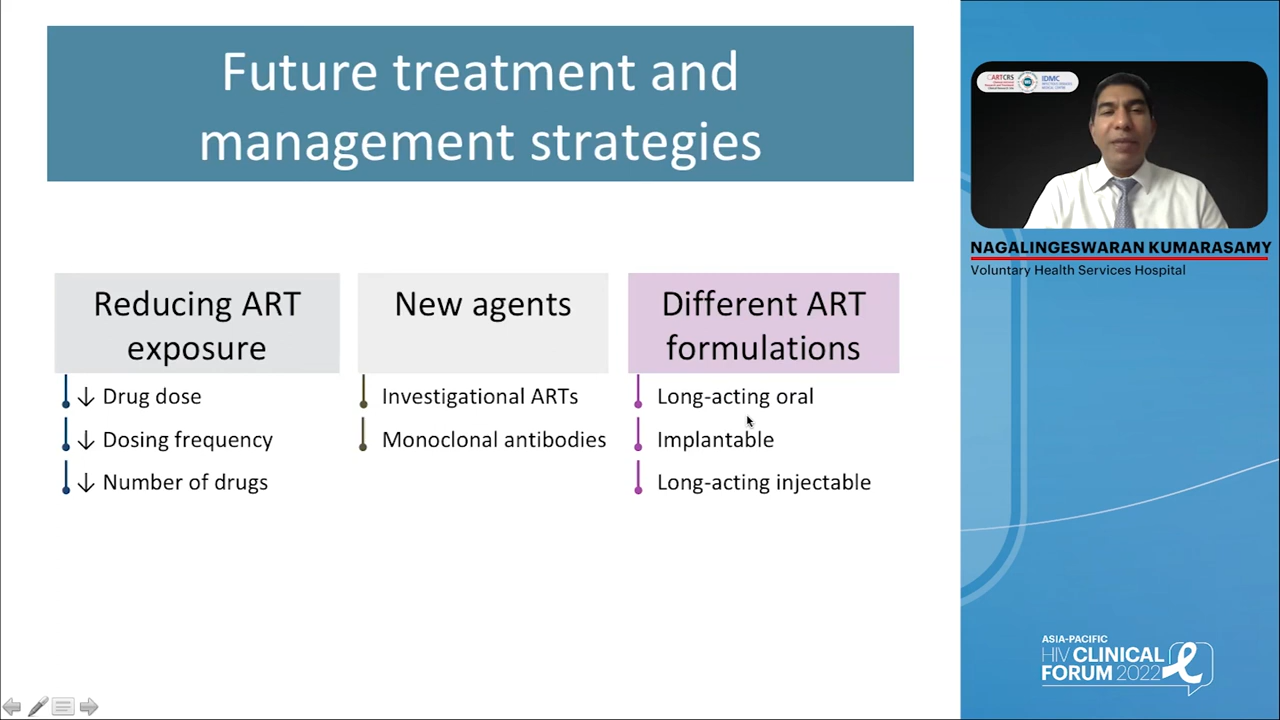 Future treatment and
management strategies
Reducing ART
exposure
↓ Drug dose
↓ Dosing frequency
↓ Number of drugs
New agents
Investigational ARTs
Monoclonal antibodies
Different ART
formulations
Long-acting oral
Implantable
Long-acting injectable
CARTCRS
IDMC
NAGALINGESWARAN KUMARASAMY
Voluntary Health Services Hospital
ASIA-PACIFIC
HIV CLINICAL
FORUM 2022